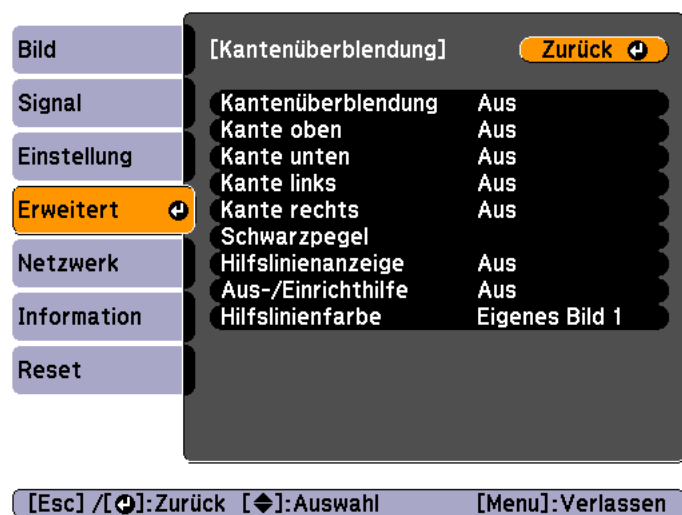 Bild
Signal
Einstellung
Erweitert
Netzwerk
Information
Reset
[Kantenüberblendung] Zurück
Kantenüberblendung Aus
Kante oben Aus
Kante unten Aus
Kante links Aus
Kante rechts Aus
Schwarzpegel
Hilfslinienanzeige Aus
Aus-/Einrichthilfe Aus
Hilfslinienfarbe Eigenes Bild 1
[Esc] /[⏎]:Zurück [◆]:Auswahl [Menu]:Verlassen